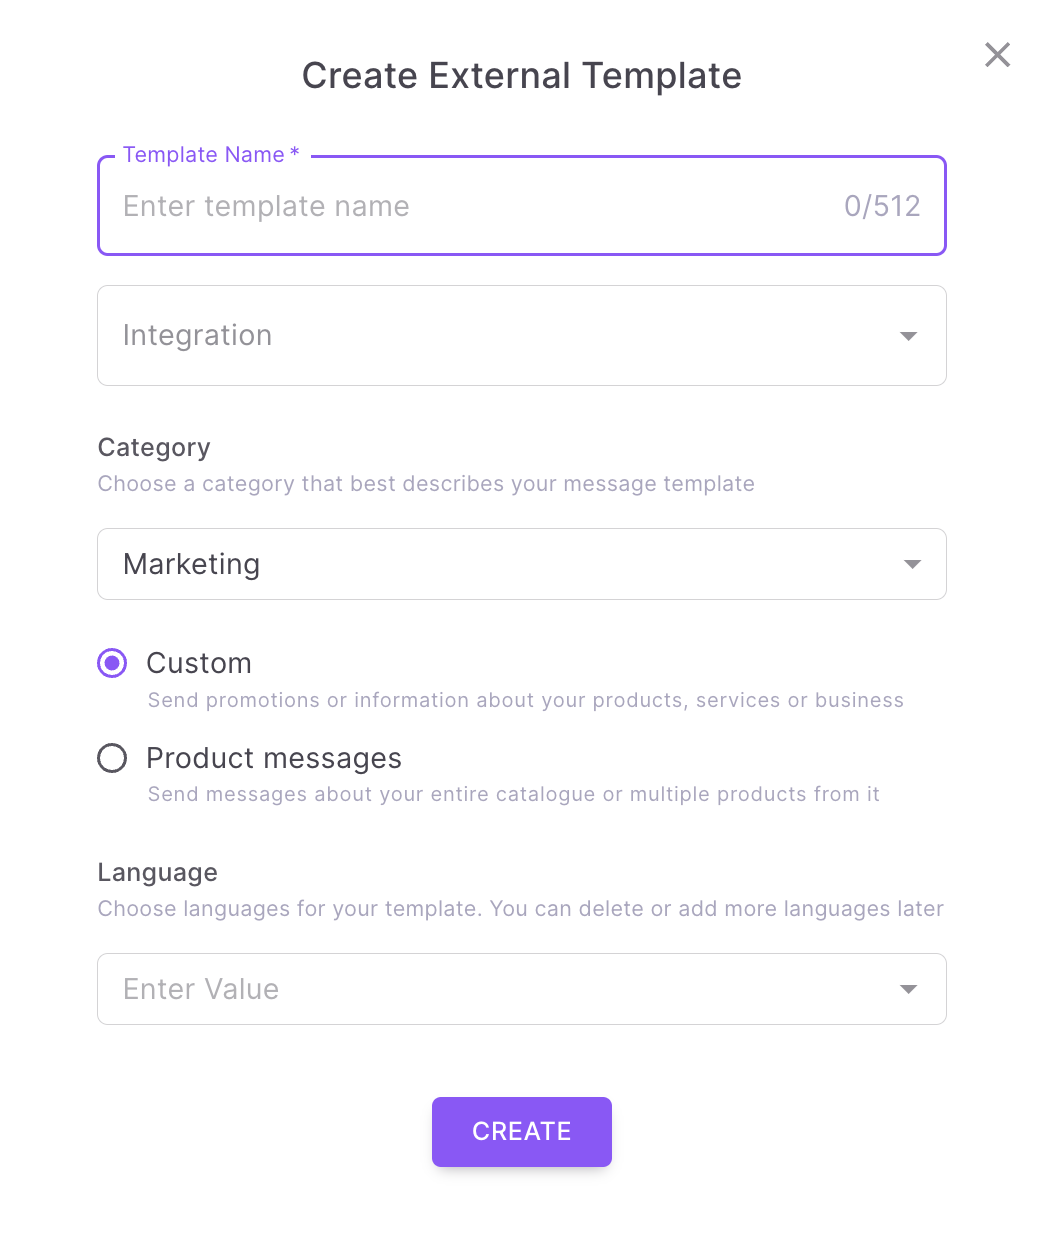 Create External Template
Template Name *
Enter template name 0/512
Integration
Category
Choose a category that best describes your message template
Marketing
Custom
Send promotions or information about your products, services or business
Product messages
Send messages about your entire catalogue or multiple products from it
Language
Choose languages for your template. You can delete or add more languages later
Enter Value
CREATE